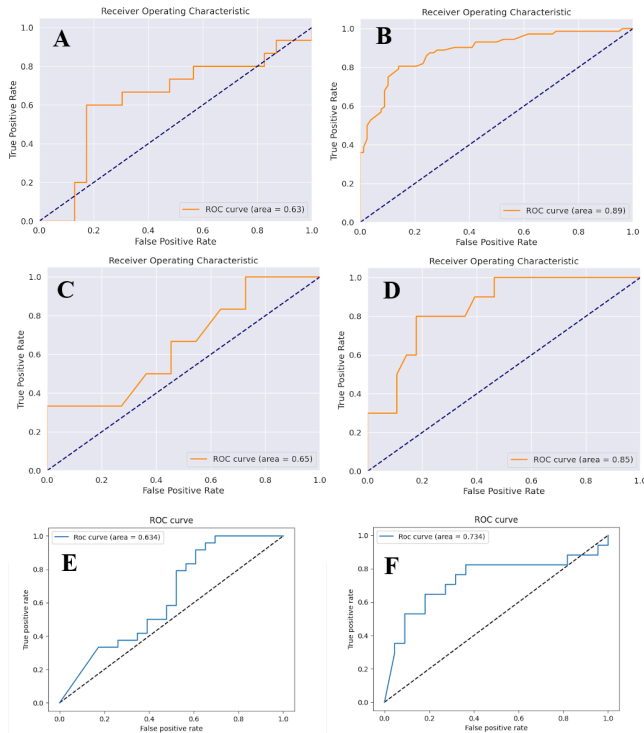 Receiver Operating Characteristic
A
True Positive Rate
1.0
0.8
0.6
0.4
0.2
0.0
ROC curve (area = 0.63)
0.0 0.2 0.4 0.6 0.8 1.0
False Positive Rate
Receiver Operating Characteristic
B
True Positive Rate
1.0
0.8
0.6
0.4
0.2
0.0
ROC curve (area = 0.89)
0.0 0.2 0.4 0.6 0.8 1.0
False Positive Rate
Receiver Operating Characteristic
C
True Positive Rate
1.0
0.8
0.6
0.4
0.2
0.0
ROC curve (area = 0.65)
0.0 0.2 0.4 0.6 0.8 1.0
False Positive Rate
Receiver Operating Characteristic
D
True Positive Rate
1.0
0.8
0.6
0.4
0.2
0.0
ROC curve (area = 0.85)
0.0 0.2 0.4 0.6 0.8 1.0
False Positive Rate
ROC curve
Roc curve (area = 0.634)
E
True positive rate
1.0
0.8
0.6
0.4
0.2
0.0
0.0 0.2 0.4 0.6 0.8 1.0
False positive rate
ROC curve
Roc curve (area = 0.734)
F
True positive rate
1.0
0.8
0.6
0.4
0.2
0.0
0.0 0.2 0.4 0.6 0.8 1.0
False positive rate